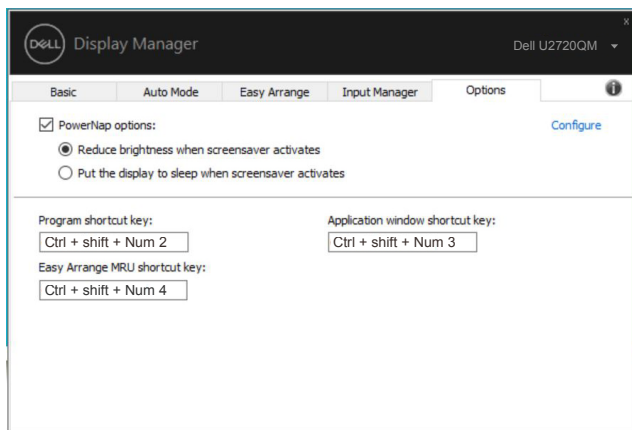 x
DELL Display Manager
Dell U2720QM
Basic Auto Mode Easy Arrange Input Manager Options
PowerNap options: Configure
Reduce brightness when screensaver activates
Put the display to sleep when screensaver activates
Program shortcut key: Application window shortcut key:
Ctrl + shift + Num 2 Ctrl + shift + Num 3
Easy Arrange MRU shortcut key:
Ctrl + shift + Num 4